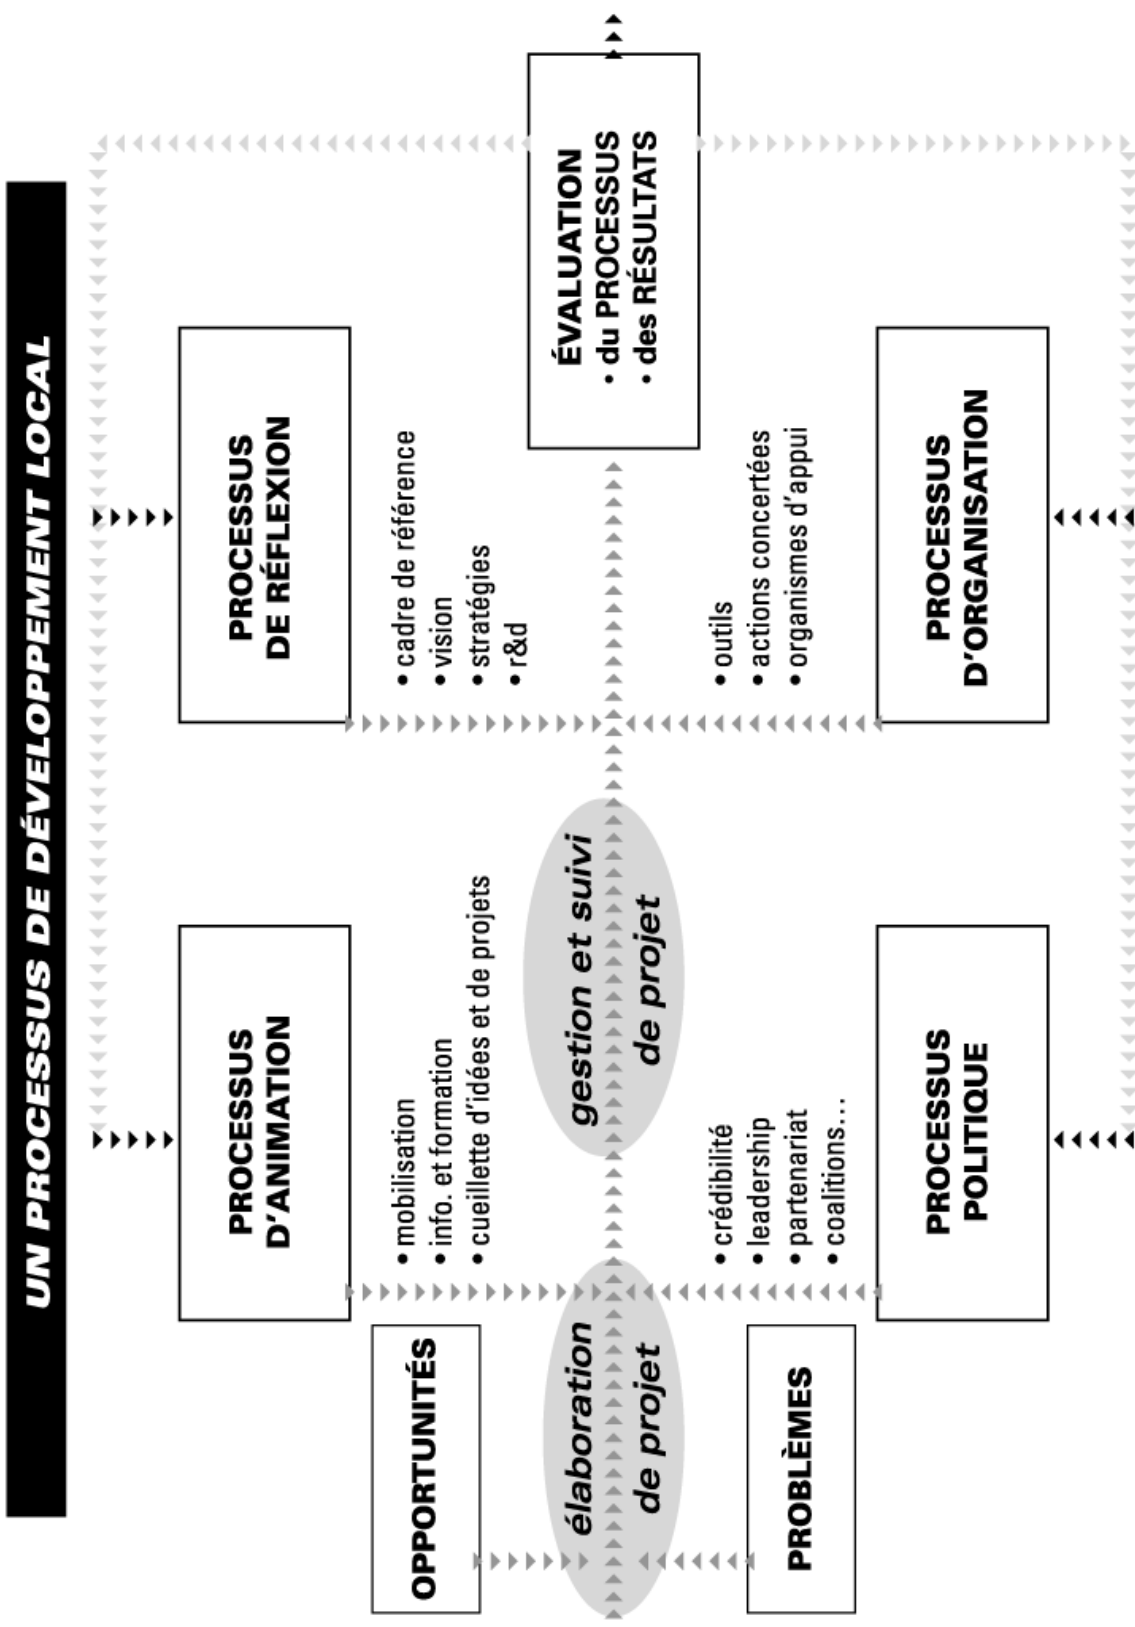 UN PROCESSUS DE DÉVELOPPEMENT LOCAL
PROCESSUS
D'ANIMATION
PROCESSUS
DE RÉFLEXION
OPPORTUNITÉS
• mobilisation
• info. et formation
• cueillette d'idées et de projets
• cadre de référence
• vision
• stratégies
• r&d
élaboration
de projet
gestion et suivi
de projet
ÉVALUATION
• du PROCESSUS
• des RÉSULTATS
PROBLÈMES
• crédibilité
• leadership
• partenariat
• coalitions...
• outils
• actions concertées
• organismes d'appui
PROCESSUS
POLITIQUE
PROCESSUS
D'ORGANISATION